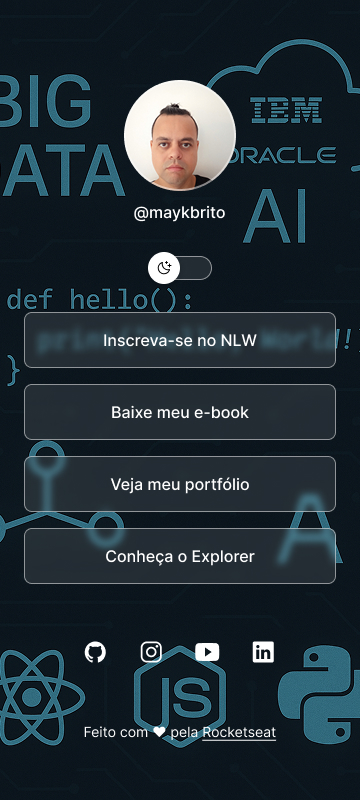 BIG
DATA
IBM
ORACLE
AI
@maykbrito
def hello():
print("Hello, World!
Inscreva-se no NLW
}
Baixe meu e-book
Veja meu portfólio
A
Conheça o Explorer
JS
Feito com ♥ pela Rocketseat